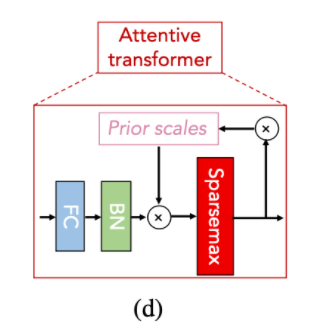 Attentive
transformer
Prior scales
FC
BN
Sparsemax
(d)